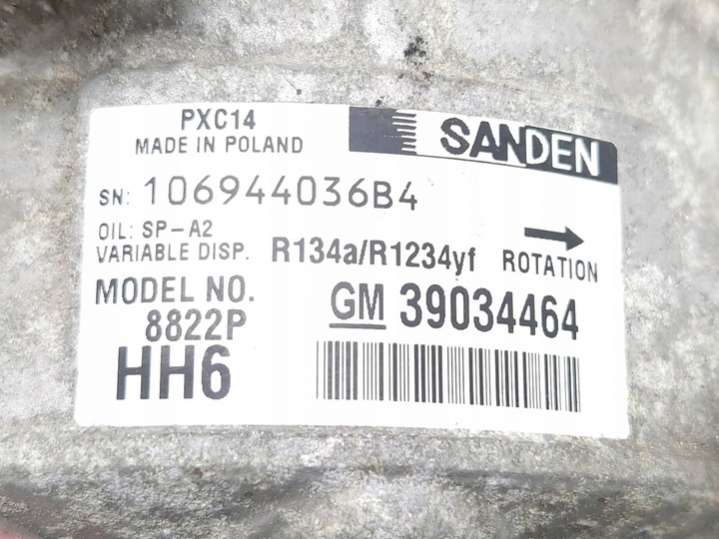 PXC14
MADE IN POLAND
SANDEN
SN: 106944036B4
OIL: SP-A2
VARIABLE DISP. R134a/R1234yf ROTATION
MODEL NO. GM 39034464
8822P
HH6